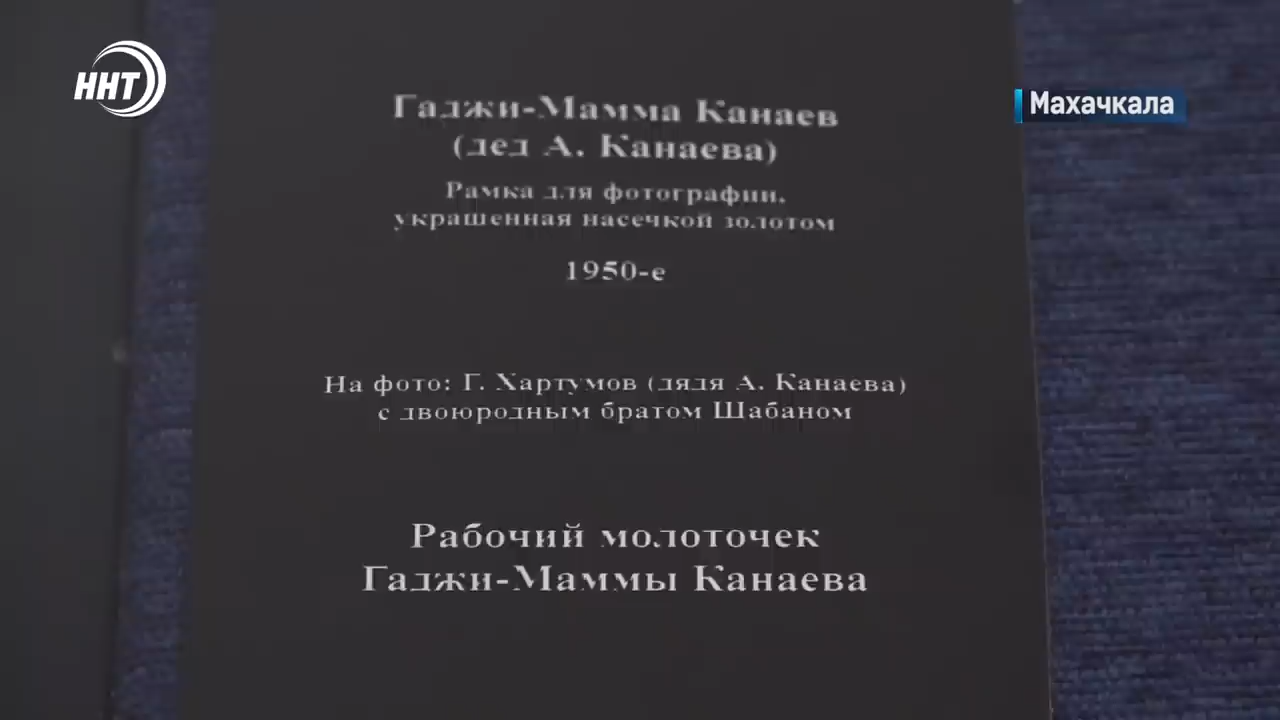 ННТ
Махачкала
Гаджи-Мамма Канаев
(дед А. Канаева)
Рамка для фотографии,
украшенная насечкой золотом
1950-е
На фото: Г. Хартумов (дядя А. Канаева)
с двоюродным братом Шабаном
Рабочий молоточек
Гаджи-Маммы Канаева